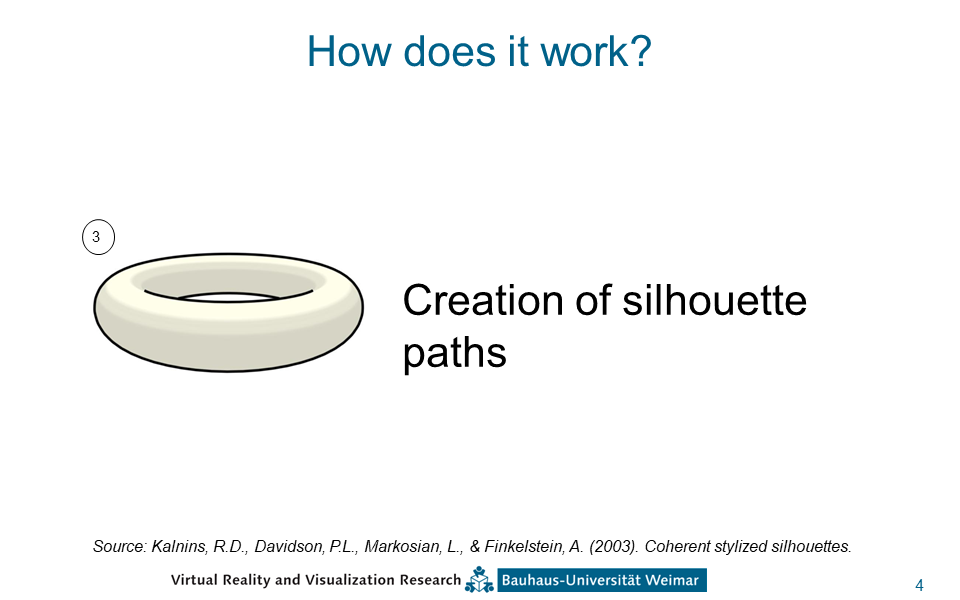 How does it work?
3
Creation of silhouette
paths
Source: Kalnins, R.D., Davidson, P.L., Markosian, L., & Finkelstein, A. (2003). Coherent stylized silhouettes.
Virtual Reality and Visualization Research Bauhaus-Universität Weimar
4